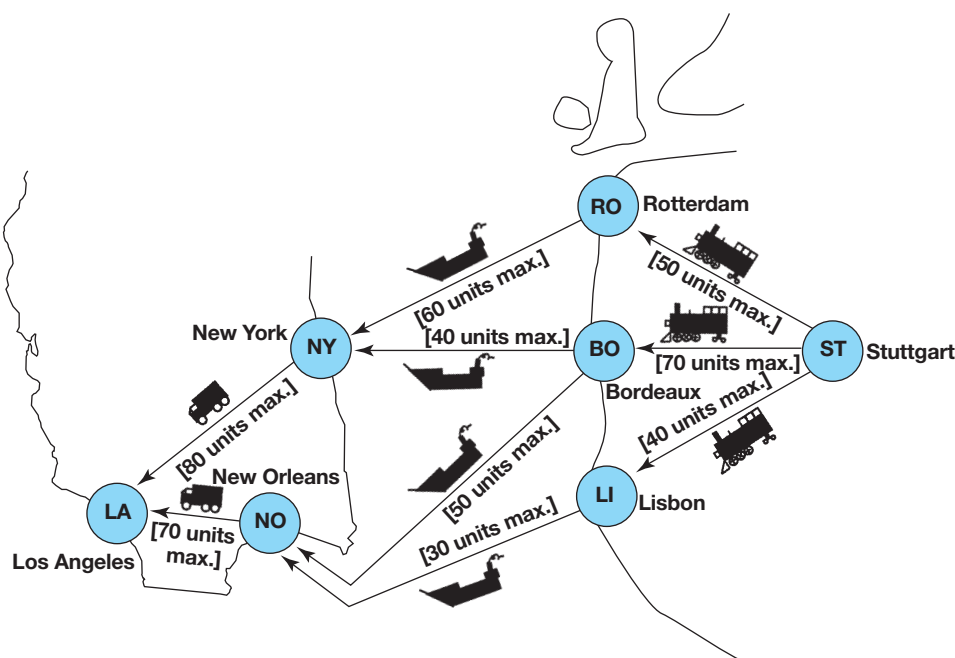 RO
Rotterdam
[50 units max.]
[60 units max.]
New York
NY
[40 units max.]
BO
[70 units max.]
ST
Stuttgart
Bordeaux
[80 units max.]
[40 units max.]
New Orleans
[50 units max.]
LA
NO
LI
Lisbon
[70 units
max.]
[30 units max.]
Los Angeles